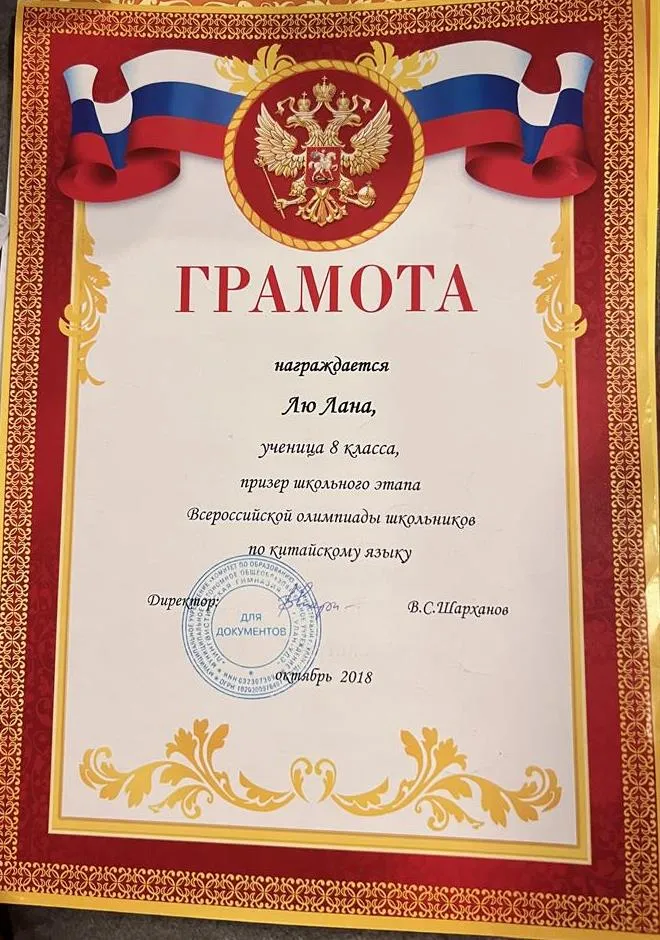 ГРАМОТА
награждается
Лю Лана,
ученица 8 класса,
призер школьного этапа
Всероссийской олимпиады школьников
по китайскому языку
Директор:
В.С.Шарханов
ДЛЯ
ДОКУМЕНТОВ
октябрь 2018